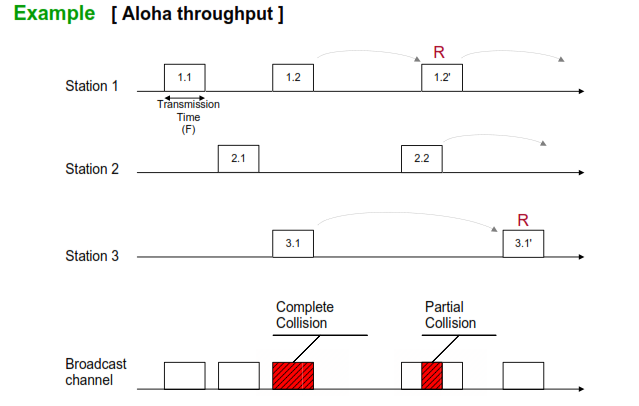 Example [ Aloha throughput ]
R
Station 1
1.1
1.2
1.2'
Transmission
Time
(F)
Station 2
2.1
2.2
R
Station 3
3.1
3.1'
Complete
Collision
Partial
Collision
Broadcast
channel